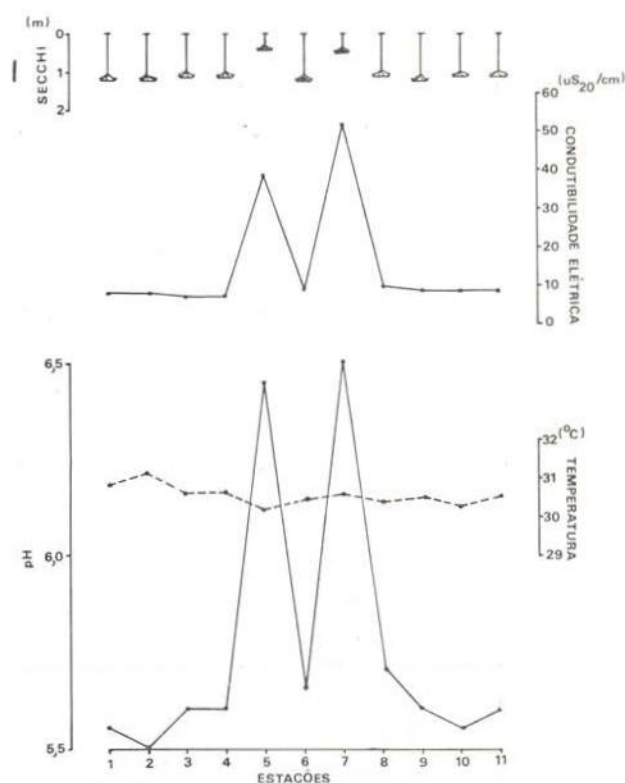 (m)
0
1
2
SECCHI
(uS20/cm)
60
50
40
30
20
10
0
CONDUTIBILIDADE ELÉTRICA
6,5
6,0
5,5
pH
32 (°C)
31
30
29
TEMPERATURA
1 2 3 4 5 6 7 8 9 10 11
ESTACÕES